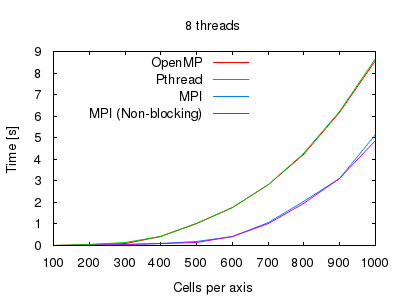 8 threads
OpenMP
Pthread
MPI
MPI (Non-blocking)
Time [s]
9
8
7
6
5
4
3
2
1
0
100 200 300 400 500 600 700 800 900 1000
Cells per axis